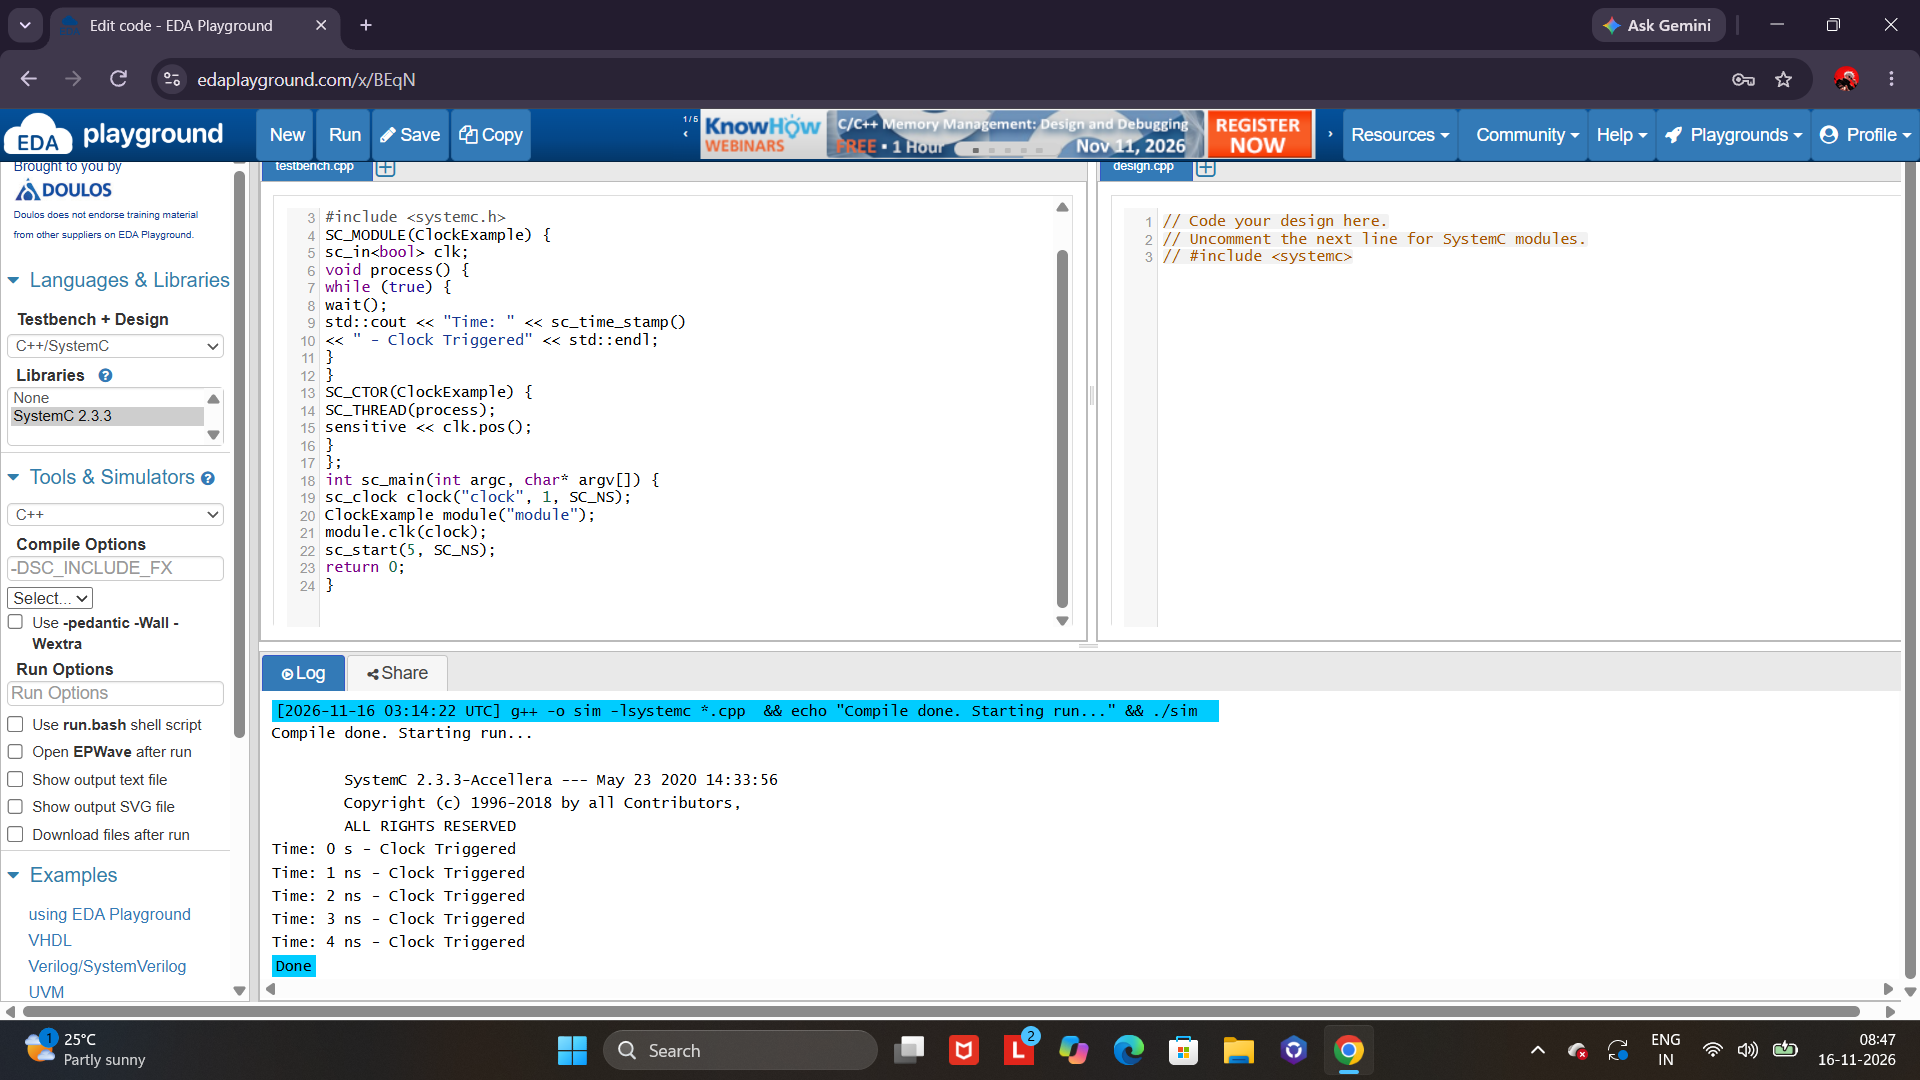 Edit code - EDA Playground
Ask Gemini
edaplayground.com/x/BEqN
EDA playground
New
Run
Save
Copy
1/5
KnowHow WEBINARS
C/C++ Memory Management: Design and Debugging
FREE • 1 Hour
Nov 11, 2026
REGISTER NOW
Resources
Community
Help
Playgrounds
Profile
Brought to you by
DOULOS
Doulos does not endorse training material
from other suppliers on EDA Playground.
Languages & Libraries
Testbench + Design
C++/SystemC
Libraries
None
SystemC 2.3.3
Tools & Simulators
C++
Compile Options
-DSC_INCLUDE_FX
Select...
Use -pedantic -Wall -
Wextra
Run Options
Run Options
Use run.bash shell script
Open EPWave after run
Show output text file
Show output SVG file
Download files after run
Examples
using EDA Playground
VHDL
Verilog/SystemVerilog
UVM
testbench.cpp
3 #include <systemc.h>
4 SC_MODULE(ClockExample) {
5 sc_in<bool> clk;
6 void process() {
7 while (true) {
8 wait();
9 std::cout << "Time: " << sc_time_stamp()
10 << " - Clock Triggered" << std::endl;
11 }
12 }
13 SC_CTOR(ClockExample) {
14 SC_THREAD(process);
15 sensitive << clk.pos();
16 }
17 };
18 int sc_main(int argc, char* argv[]) {
19 sc_clock clock("clock", 1, SC_NS);
20 ClockExample module("module");
21 module.clk(clock);
22 sc_start(5, SC_NS);
23 return 0;
24 }
design.cpp
1 // Code your design here.
2 // Uncomment the next line for SystemC modules.
3 // #include <systemc>
Log
Share
[2026-11-16 03:14:22 UTC] g++ -o sim -lsystemc *.cpp  && echo "Compile done. Starting run..." && ./sim
Compile done. Starting run...
SystemC 2.3.3-Accellera --- May 23 2020 14:33:56
Copyright (c) 1996-2018 by all Contributors,
ALL RIGHTS RESERVED
Time: 0 s - Clock Triggered
Time: 1 ns - Clock Triggered
Time: 2 ns - Clock Triggered
Time: 3 ns - Clock Triggered
Time: 4 ns - Clock Triggered
Done
1
25°C
Partly sunny
Search
L
2
ENG
IN
08:47
16-11-2026